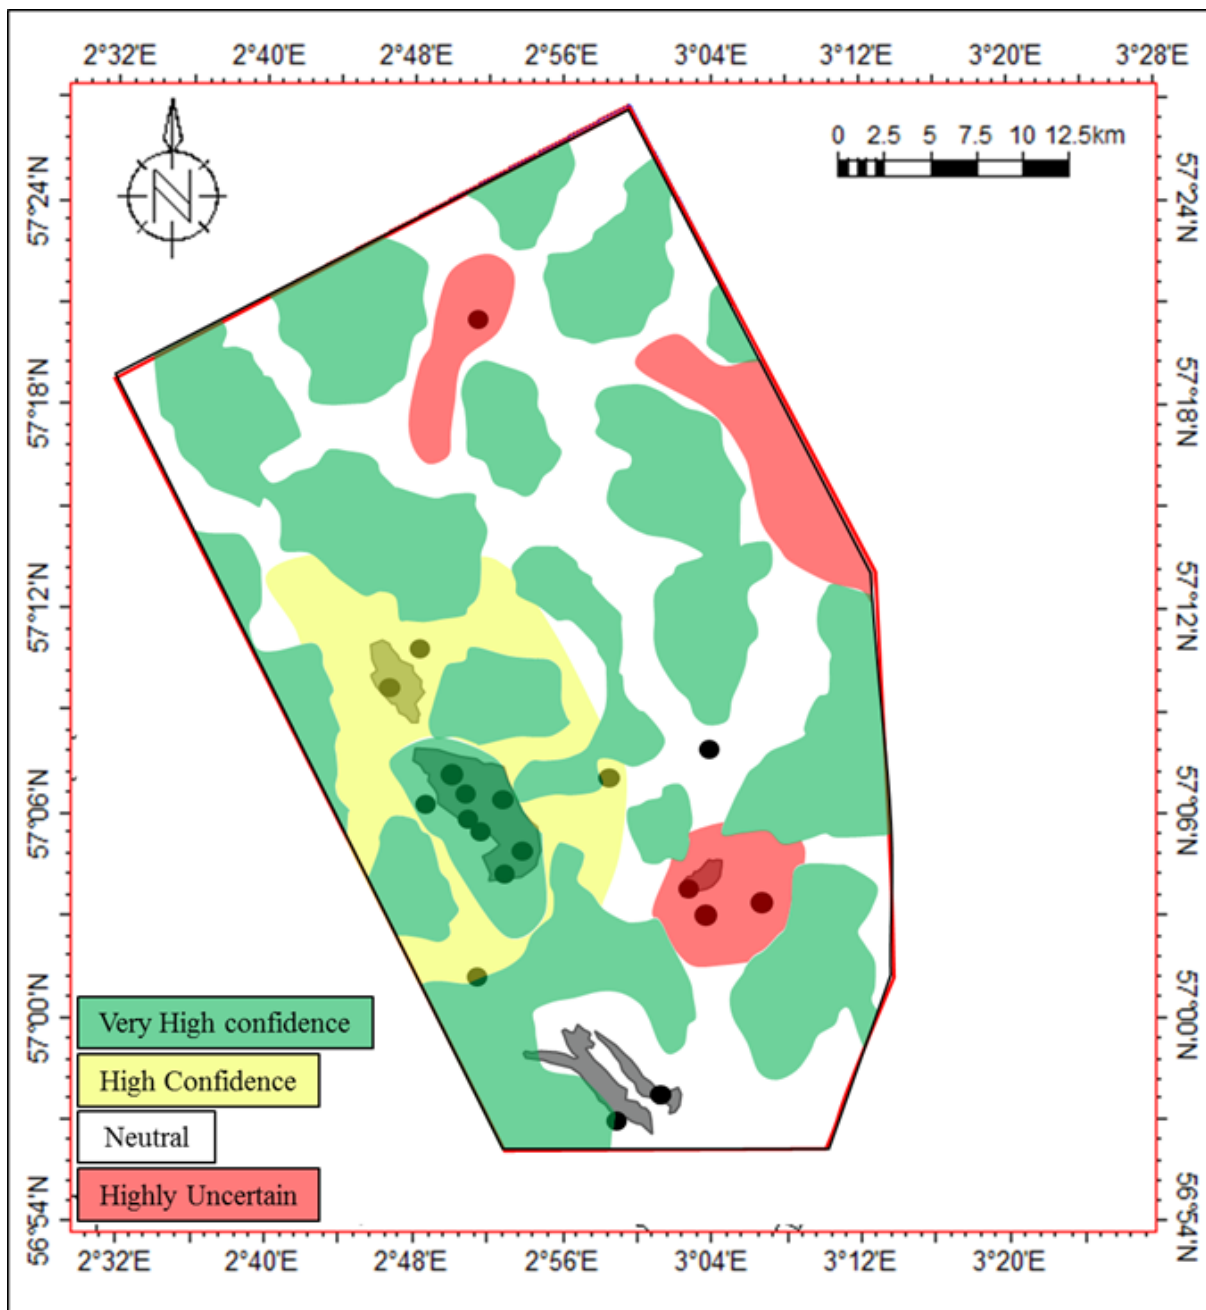 2°32'E 2°40'E 2°48'E 2°56'E 3°04'E 3°12'E 3°20'E 3°28'E
0 2.5 5 7.5 10 12.5km
N
57°24'N
57°18'N
57°12'N
57°06'N
57°00'N
56°54'N
57°24'N
57°18'N
57°12'N
57°06'N
57°00'N
56°54'N
Very High confidence
High Confidence
Neutral
Highly Uncertain
2°32'E 2°40'E 2°48'E 2°56'E 3°04'E 3°12'E 3°20'E